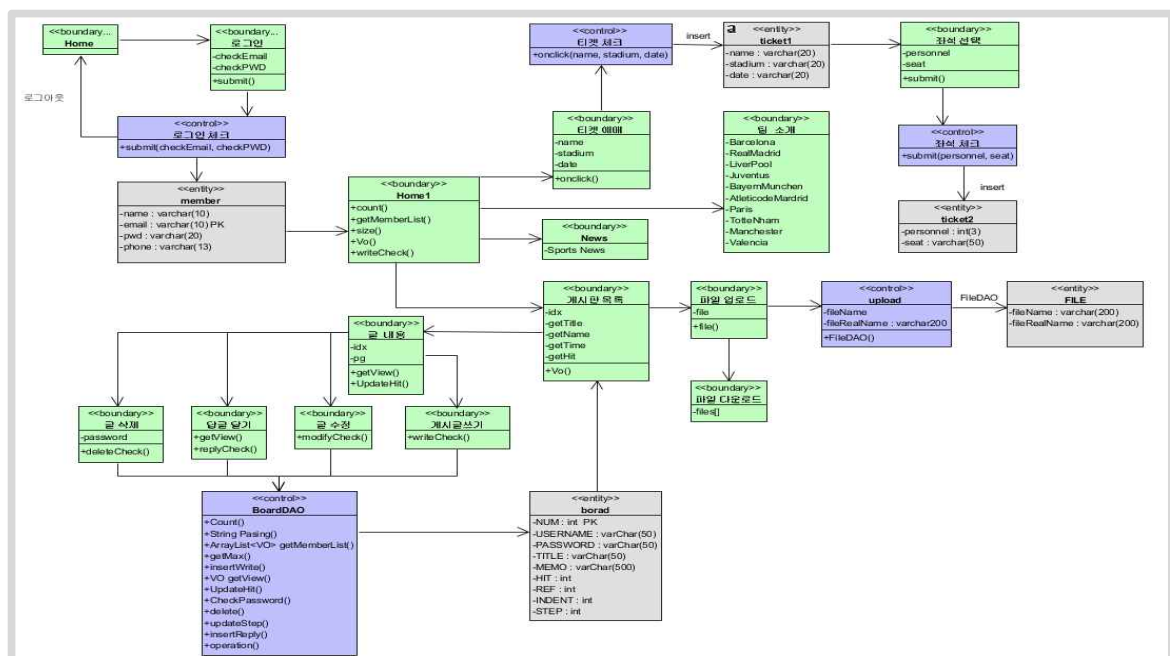 <<boundary...
Home
<<boundary...
로그인
-checkEmail
-checkPWD
+submit()
로그아웃
<<control>>
로그인 체크
+submit(checkEmail, checkPWD)
<<entity>>
member
-name : varchar(10)
-email : varchar(10) PK
-pwd : varchar(20)
-phone : varchar(13)
<<control>>
티켓 체크
+onclick(name, stadium, date)
insert
a
<<entity>>
ticket1
-name : varchar(20)
-stadium : varchar(20)
-date : varchar(20)
<<boundary>>
좌석 선택
-personnel
-seat
+submit()
<<boundary>>
티켓 예매
-name
-stadium
-date
+onclick()
<<boundary>>
팀 소개
-Barcelona
-RealMadrid
-LiverPool
-Juventus
-BayernMunchen
-AtleticodeMardrid
-Paris
-TotteNham
-Manchester
-Valencia
<<control>>
좌석 체크
+submit(personnel, seat)
insert
<<entity>>
ticket2
-personnel : int(3)
-seat : varchar(50)
<<boundary>>
Home1
+count()
+getMemberList()
+size()
+Vo()
+writeCheck()
<<boundary>>
News
-Sports News
<<boundary>>
게시판 목록
-idx
-getTitle
-getName
-getTime
-getHit
+Vo()
<<boundary>>
파일 업로드
-file
+file()
<<control>>
upload
-fileName
-fileRealName : varchar200
+FileDAO()
FileDAO
<<entity>>
FILE
-fileName : varchar(200)
-fileRealName : varchar(200)
<<boundary>>
파일 다운로드
-files[]
<<boundary>>
글 내용
-idx
-pg
+getView()
+UpdateHit()
<<boundary>>
글 삭제
-password
+deleteCheck()
<<boundary>>
답글 달기
+getView()
+replyCheck()
<<boundary>>
글 수정
+modifyCheck()
<<boundary>>
게시글쓰기
+writeCheck()
<<control>>
BoardDAO
+Count()
+String Pasing()
+ArrayList<VO> getMemberList()
+getMax()
+insertWrite()
+VO getView()
+UpdateHit()
+CheckPassword()
+delete()
+updateStep()
+insertReply()
+operation()
<<entity>>
borad
-NUM : int PK
-USERNAME : varChar(50)
-PASSWORD : varChar(50)
-TITLE : varChar(50)
-MEMO : varChar(500)
-HIT : int
-REF : int
-INDENT : int
-STEP : int